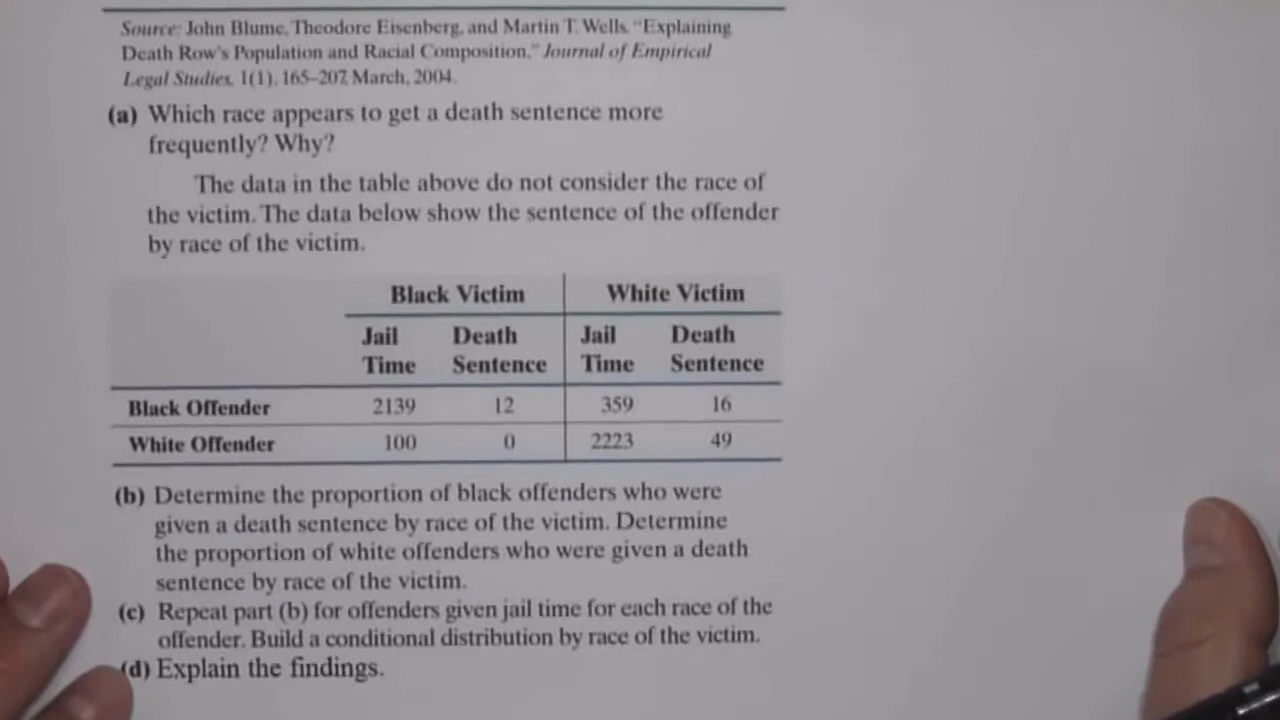 Source: John Blume, Theodore Eisenberg, and Martin T. Wells. "Explaining
Death Row's Population and Racial Composition," Journal of Empirical
Legal Studies, 1(1), 165–207, March, 2004.
(a) Which race appears to get a death sentence more
frequently? Why?
The data in the table above do not consider the race of
the victim. The data below show the sentence of the offender
by race of the victim.
Black Victim White Victim
Jail Death Jail Death
Time Sentence Time Sentence
Black Offender 2139 12 359 16
White Offender 100 0 2223 49
(b) Determine the proportion of black offenders who were
given a death sentence by race of the victim. Determine
the proportion of white offenders who were given a death
sentence by race of the victim.
(c) Repeat part (b) for offenders given jail time for each race of the
offender. Build a conditional distribution by race of the victim.
(d) Explain the findings.